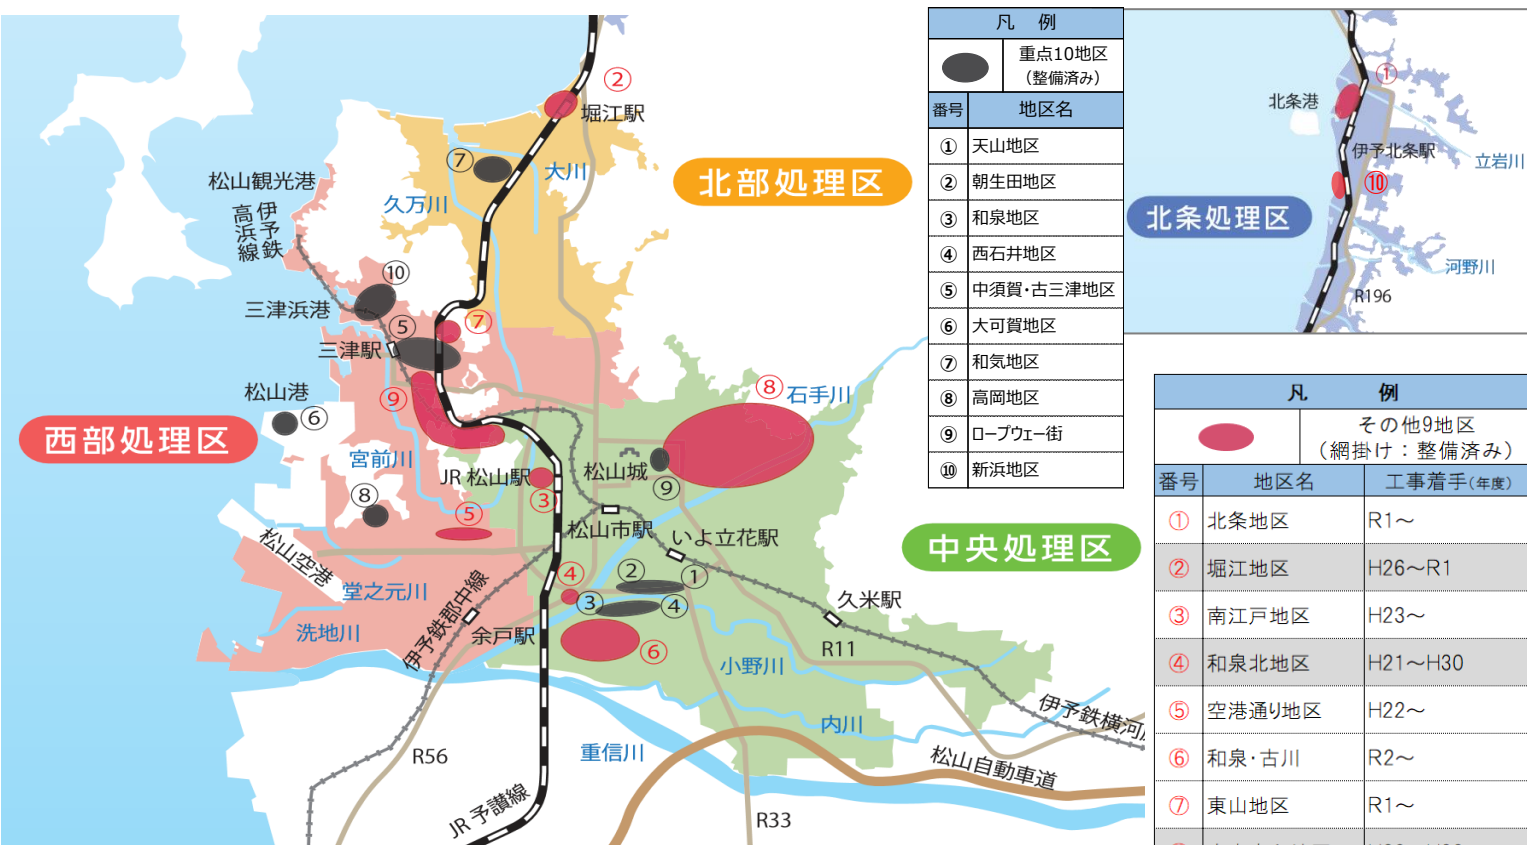 ②
堀江駅
⑦
大川
北部処理区
松山観光港
久万川
伊予鉄
高浜線
⑩
三津浜港
⑤
⑦
三津駅
松山港
⑨
⑥
⑧
石手川
西部処理区
宮前川
JR 松山駅
③
松山城
⑨
⑧
⑤
松山市駅
いよ立花駅
中央処理区
松山空港
堂之元川
④
②
①
③
④
久米駅
洗地川
伊予鉄郡中線
余戸駅
⑥
小野川
R11
伊予鉄横河
内川
R56
重信川
松山自動車道
JR 予讃線
R33
凡 例
重点10地区
(整備済み)
番号 地区名
① 天山地区
② 朝生田地区
③ 和泉地区
④ 西石井地区
⑤ 中須賀・古三津地区
⑥ 大可賀地区
⑦ 和気地区
⑧ 高岡地区
⑨ ロープウェー街
⑩ 新浜地区
①
北条港
伊予北条駅
立岩川
⑩
北条処理区
河野川
R196
凡 例
その他9地区
(網掛け：整備済み)
番号 地区名 工事着手(年度)
① 北条地区 R1～
② 堀江地区 H26～R1
③ 南江戸地区 H23～
④ 和泉北地区 H21～H30
⑤ 空港通り地区 H22～
⑥ 和泉・古川 R2～
⑦ 東山地区 R1～